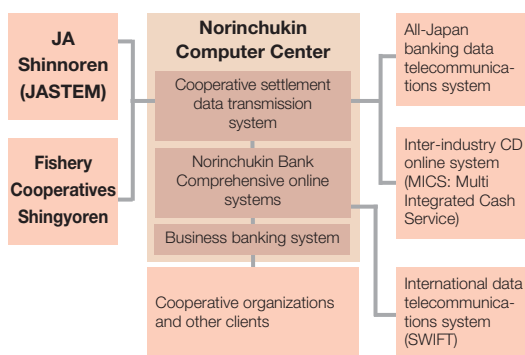 JA
Shinnoren
(JASTEM)
Fishery
Cooperatives
Shingyoren
Norinchukin
Computer Center
Cooperative settlement
data transmission
system
Norinchukin Bank
Comprehensive online
systems
Business banking system
Cooperative organizations
and other clients
All-Japan
banking data
telecommunica-
tions system
Inter-industry CD
online system
(MICS: Multi
Integrated Cash
Service)
International data
telecommunica-
tions system
(SWIFT)